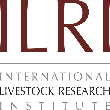 ILRI
INTERNATIONAL
LIVESTOCK RESEARCH
INSTITUTE